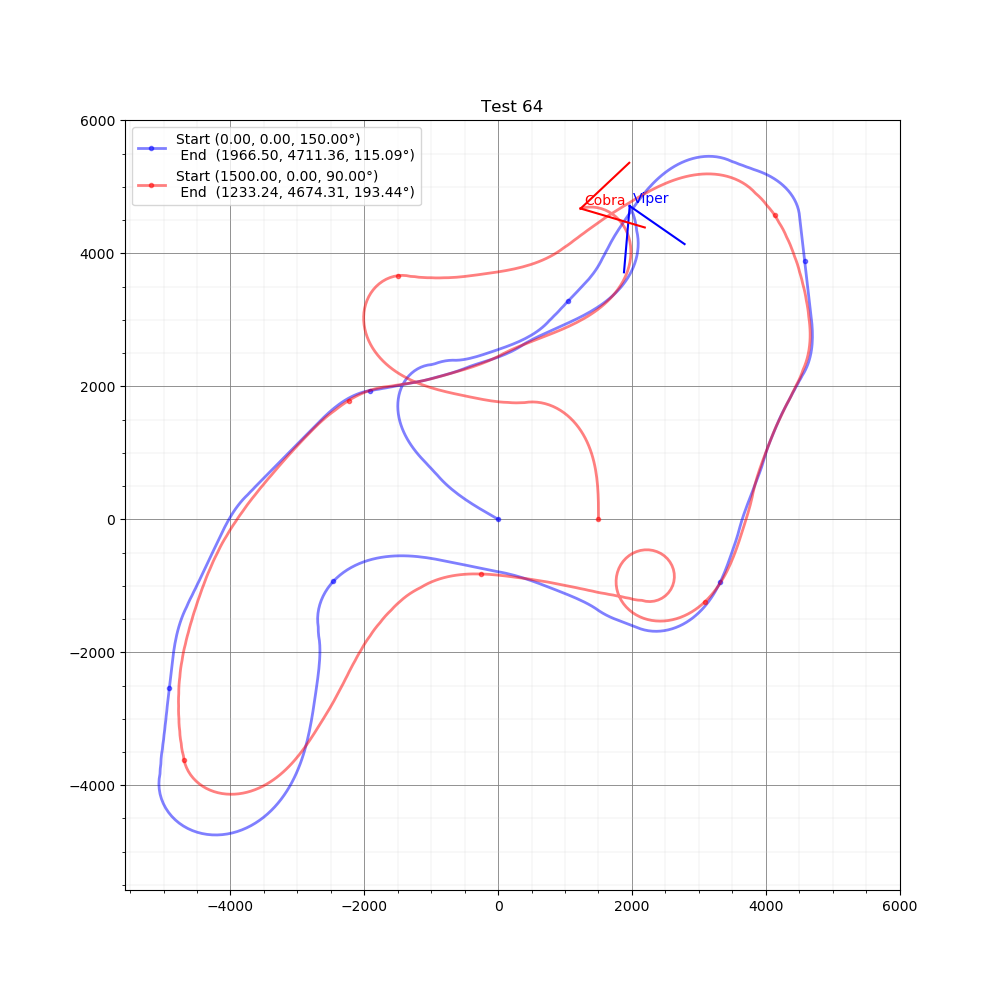 Test 64
Start (0.00, 0.00, 150.00°)
End (1966.50, 4711.36, 115.09°)
Start (1500.00, 0.00, 90.00°)
End (1233.24, 4674.31, 193.44°)
Cobra
Viper
6000
4000
2000
0
−2000
−4000
−4000
−2000
0
2000
4000
6000